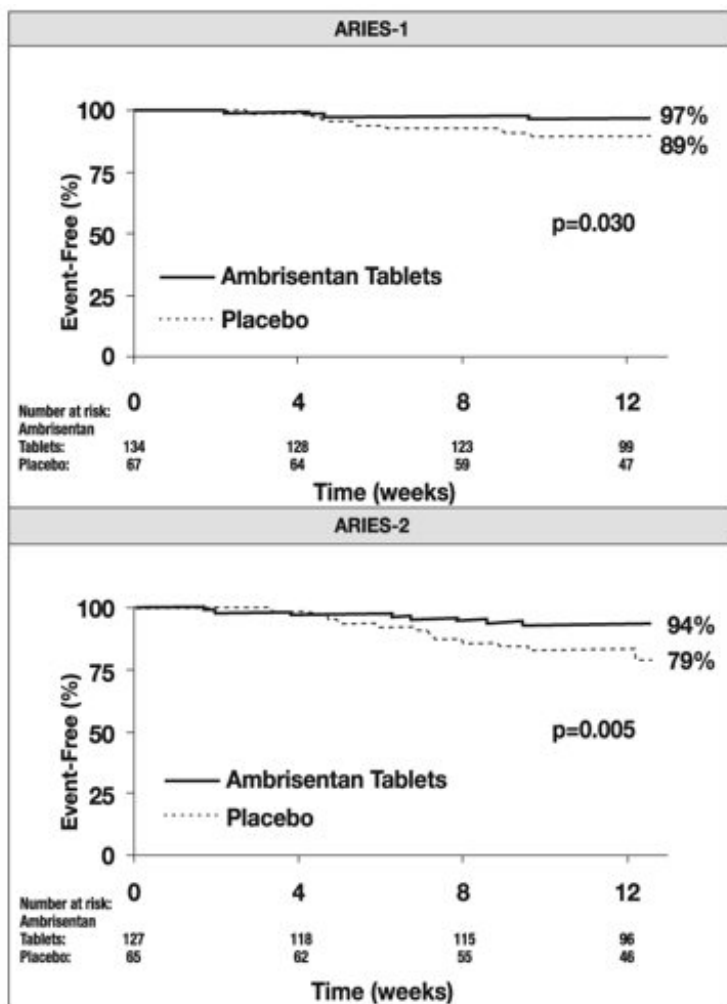 ARIES-1
100
75
50
25
0
Event-Free (%)
97%
89%
p=0.030
Ambrisentan Tablets
Placebo
0 4 8 12
Number at risk:
Ambrisentan
Tablets: 134 128 123 99
Placebo: 67 64 59 47
Time (weeks)
ARIES-2
100
75
50
25
0
Event-Free (%)
94%
79%
p=0.005
Ambrisentan Tablets
Placebo
0 4 8 12
Number at risk:
Ambrisentan
Tablets: 127 118 115 96
Placebo: 65 62 55 46
Time (weeks)